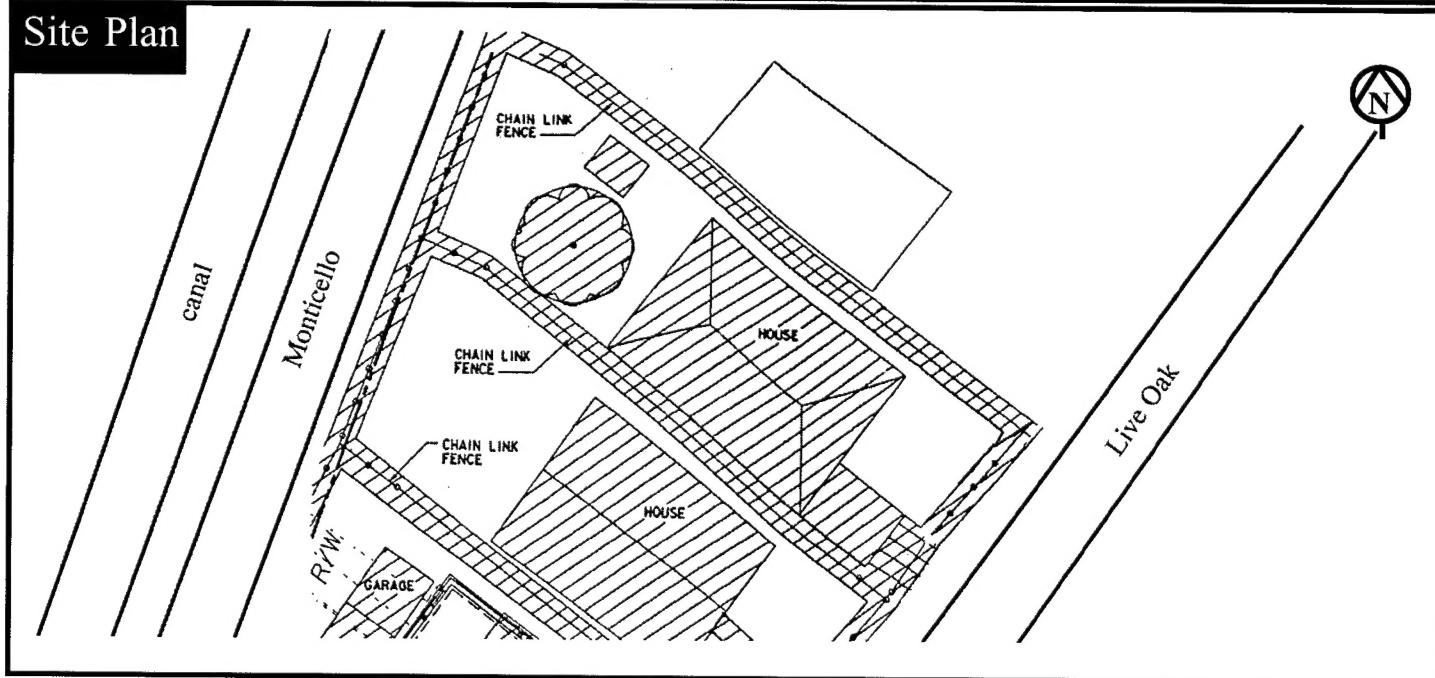 Site Plan
N
CHAIN LINK
FENCE
canal
Monticello
HOUSE
CHAIN LINK
FENCE
Live Oak
CHAIN LINK
FENCE
HOUSE
R/W.
GARAGE